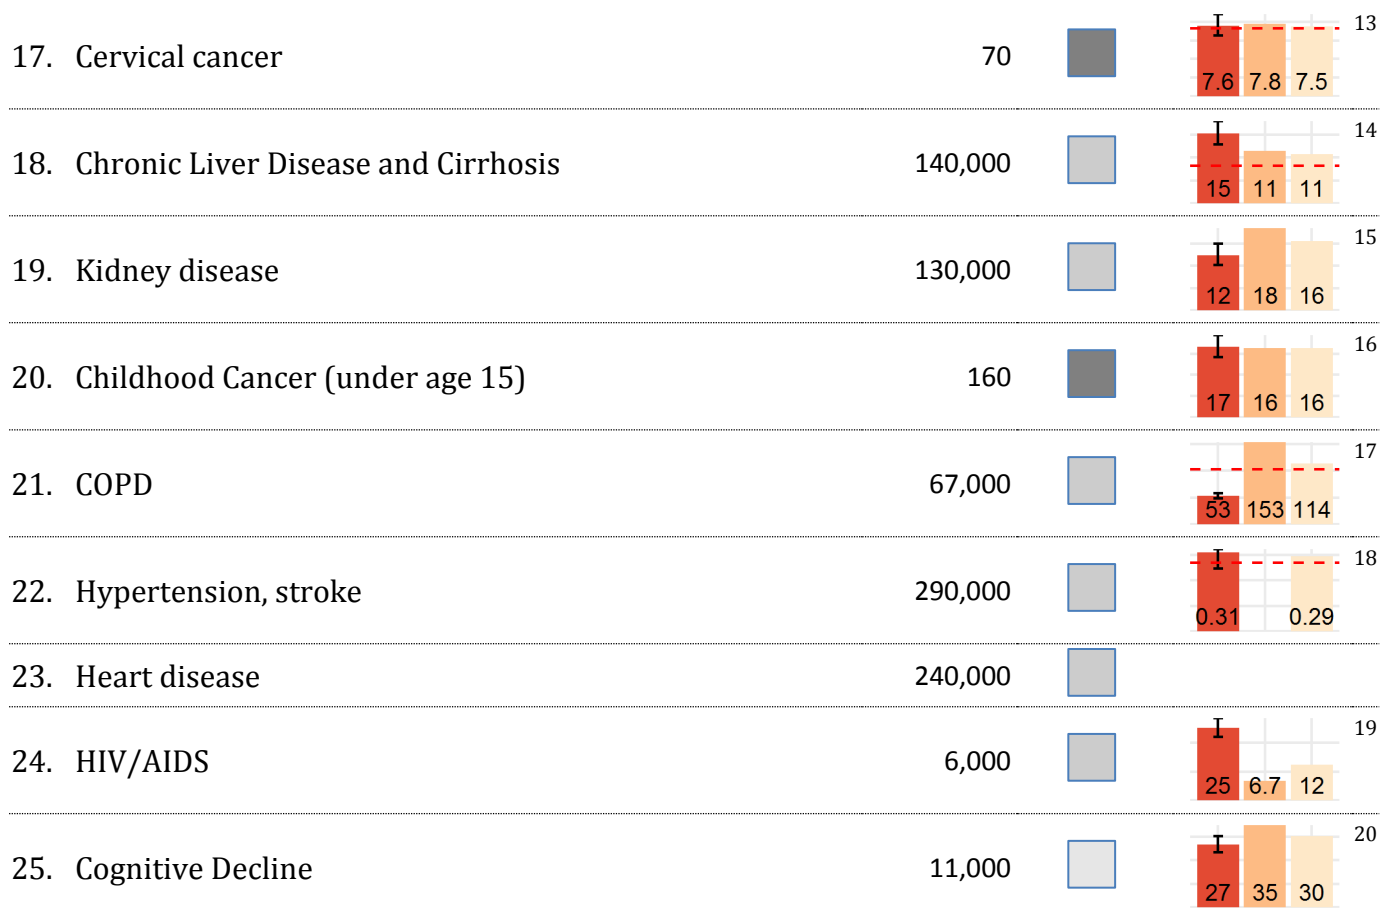 17. Cervical cancer 70 7.6 7.8 7.5 13
18. Chronic Liver Disease and Cirrhosis 140,000 15 11 11 14
19. Kidney disease 130,000 12 18 16 15
20. Childhood Cancer (under age 15) 160 17 16 16 16
21. COPD 67,000 53 153 114 17
22. Hypertension, stroke 290,000 0.31 0.29 18
23. Heart disease 240,000
24. HIV/AIDS 6,000 25 6.7 12 19
25. Cognitive Decline 11,000 27 35 30 20